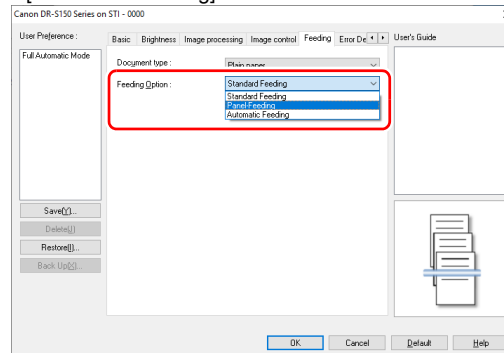 Canon DR-S150 Series on STI - 0000
User Preference :
Full Automatic Mode
Save(Y)...
Delete(J)
Restore(I)...
Back Up(X)...
Basic Brightness Image processing Image control Feeding Error De
Document type :
Plain paper
Feeding Option :
Standard Feeding
Standard Feeding
Panel-Feeding
Automatic Feeding
User's Guide
OK Cancel Default Help